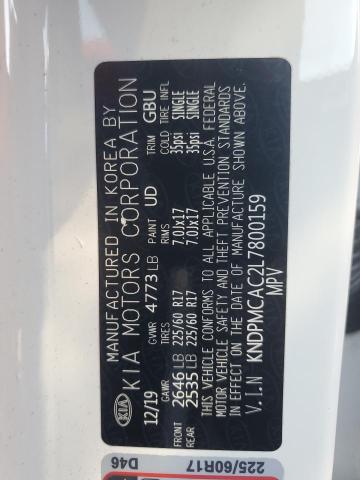 MANUFACTURED IN KOREA BY
KIA KIA MOTORS CORPORATION
12/19 GVWR 4773 LB PAINT UD TRIM GBU
GAWR TIRES RIMS COLD TIRE INFL
FRONT 2646 LB 225/60 R17 7.0Jx17 35psi SINGLE
REAR 2535 LB 225/60 R17 7.0Jx17 35psi SINGLE
THIS VEHICLE CONFORMS TO ALL APPLICABLE U.S.A. FEDERAL
MOTOR VEHICLE SAFETY AND THEFT PREVENTION STANDARDS
IN EFFECT ON THE DATE OF MANUFACTURE SHOWN ABOVE.
V.I.N KNDPMCAC2L7800159
MPV
225/60R17
D46